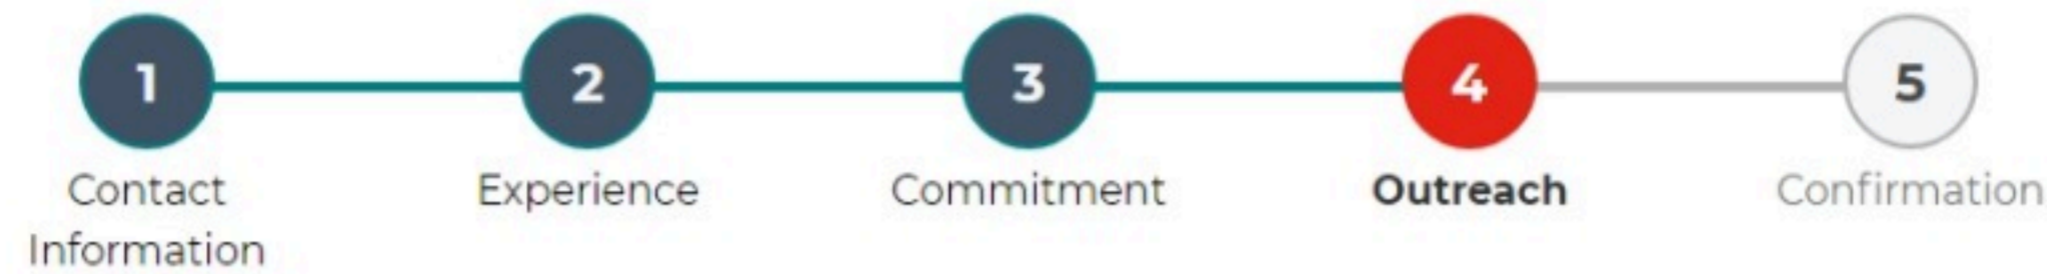 1 2 3 4 5
Contact Experience Commitment Outreach Confirmation
Information